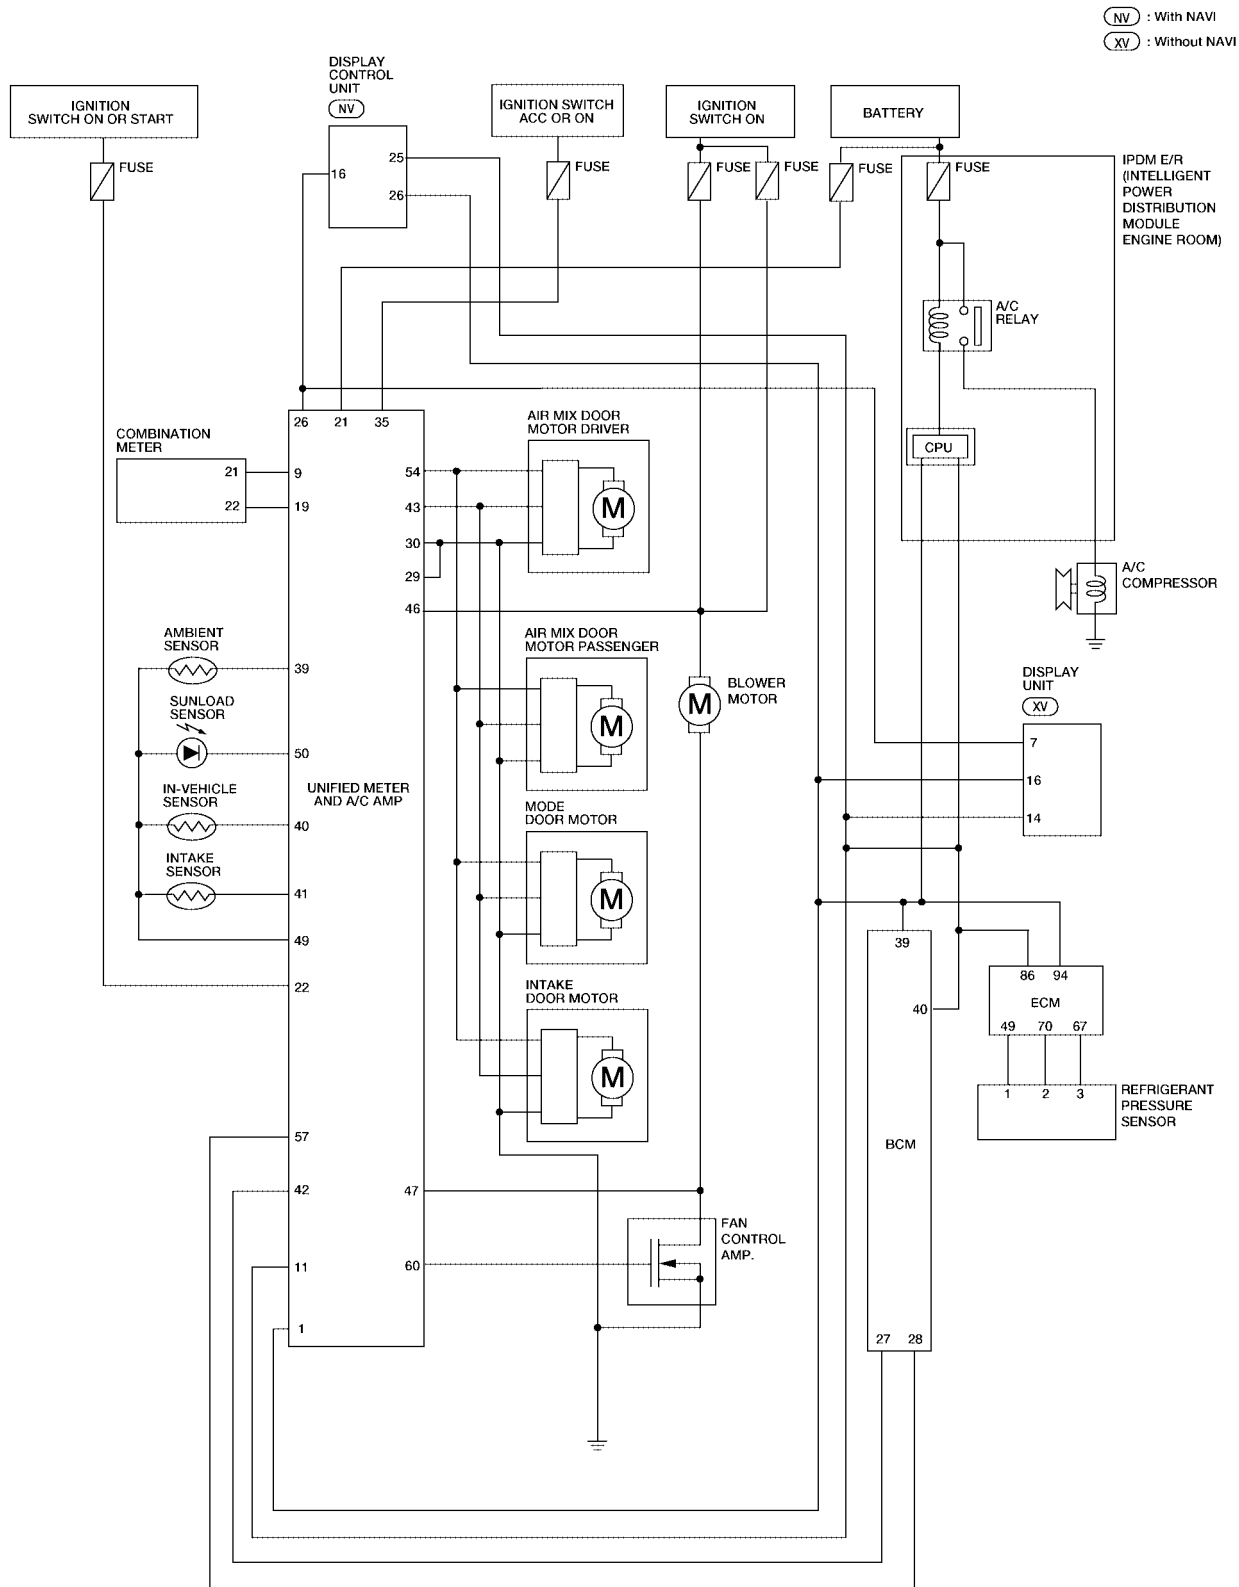 NV : With NAVI
XV : Without NAVI
DISPLAY
CONTROL
UNIT
NV
IGNITION
SWITCH ON OR START
IGNITION SWITCH
ACC OR ON
IGNITION
SWITCH ON
BATTERY
FUSE
FUSE
FUSE
FUSE
FUSE
FUSE
IPDM E/R
(INTELLIGENT
POWER
DISTRIBUTION
MODULE
ENGINE ROOM)
16
25
26
A/C
RELAY
CPU
26 21 35
COMBINATION
METER
21
22
9
19
54
43
30
29
46
AIR MIX DOOR
MOTOR DRIVER
M
A/C
COMPRESSOR
AMBIENT
SENSOR
39
SUNLOAD
SENSOR
50
UNIFIED METER
AND A/C AMP
IN-VEHICLE
SENSOR
40
INTAKE
SENSOR
41
49
22
AIR MIX DOOR
MOTOR PASSENGER
M
BLOWER
MOTOR
M
DISPLAY
UNIT
XV
7
16
14
MODE
DOOR MOTOR
M
INTAKE
DOOR MOTOR
M
39
40
BCM
27 28
86 94
ECM
49 70 67
1 2 3
REFRIGERANT
PRESSURE
SENSOR
57
42
11
1
47
60
FAN
CONTROL
AMP.